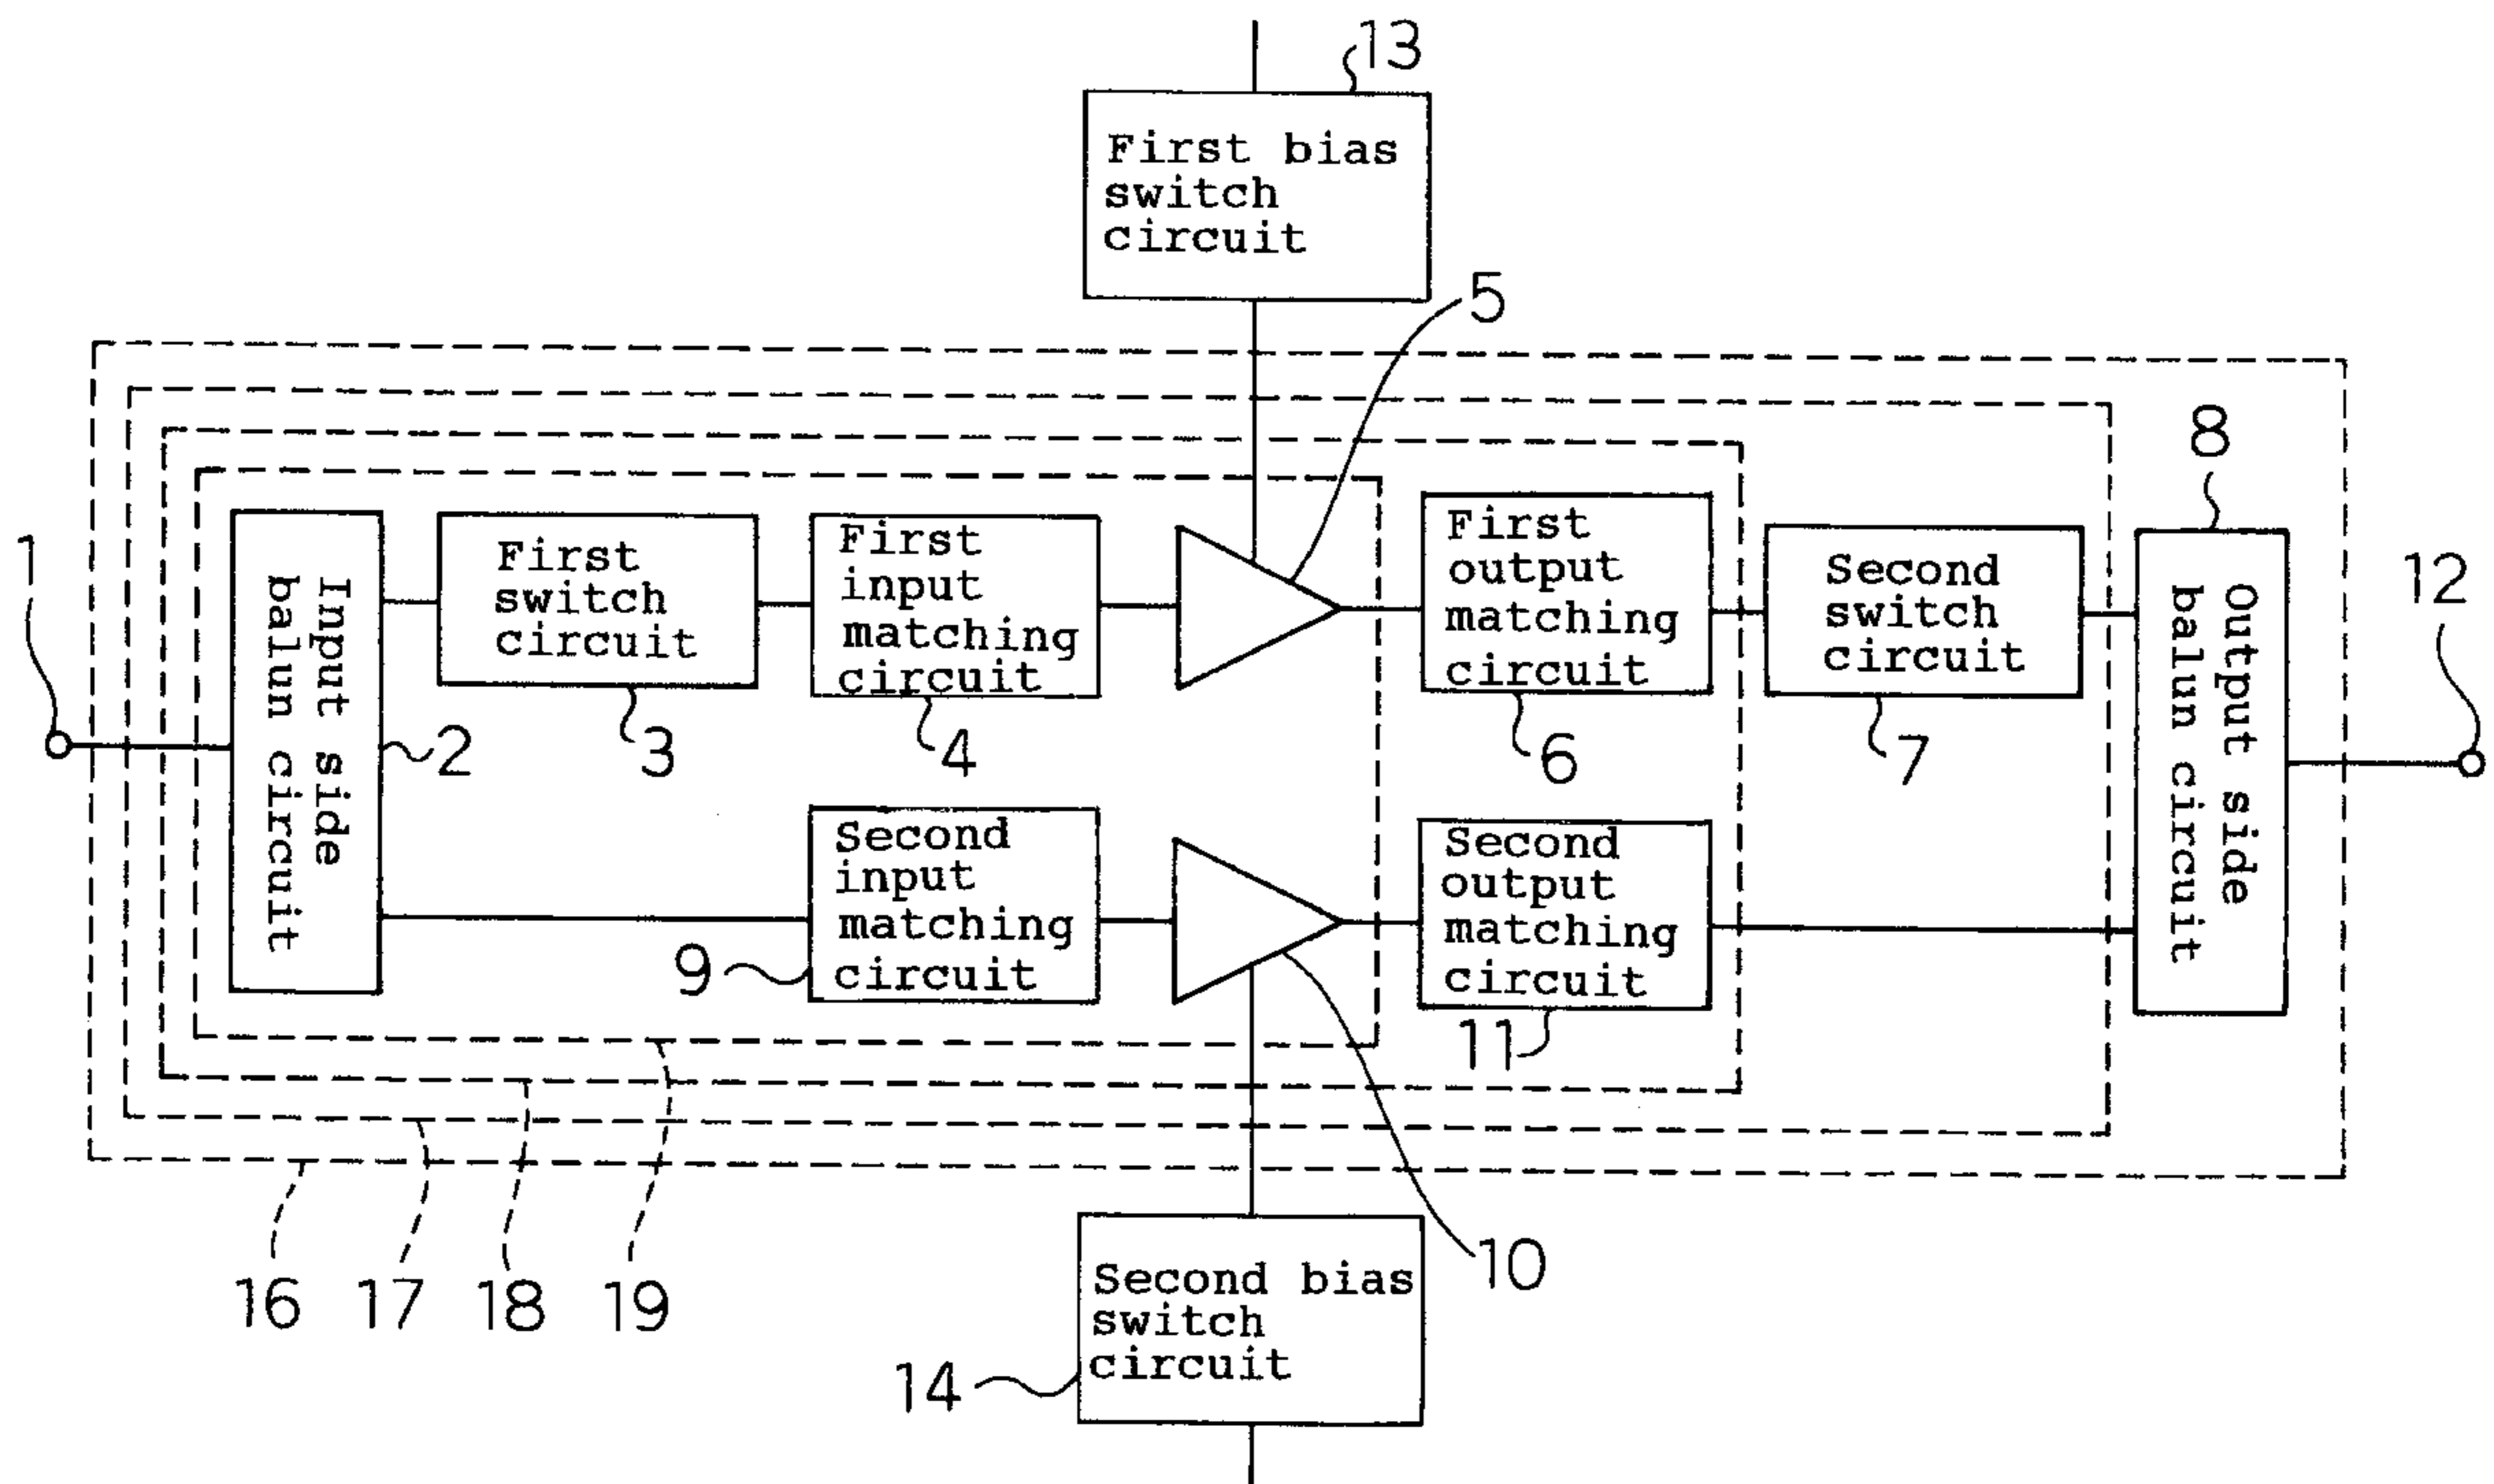 13
First bias
switch
circuit
5
8
1
12
Input side
balun circuit
2
First
switch
circuit
3
First
input
matching
circuit
4
First
output
matching
circuit
6
Second
switch
circuit
7
Output side
balun circuit
Second
input
matching
circuit
9
Second
output
matching
circuit
11
10
16
17
18
19
Second bias
switch
circuit
14